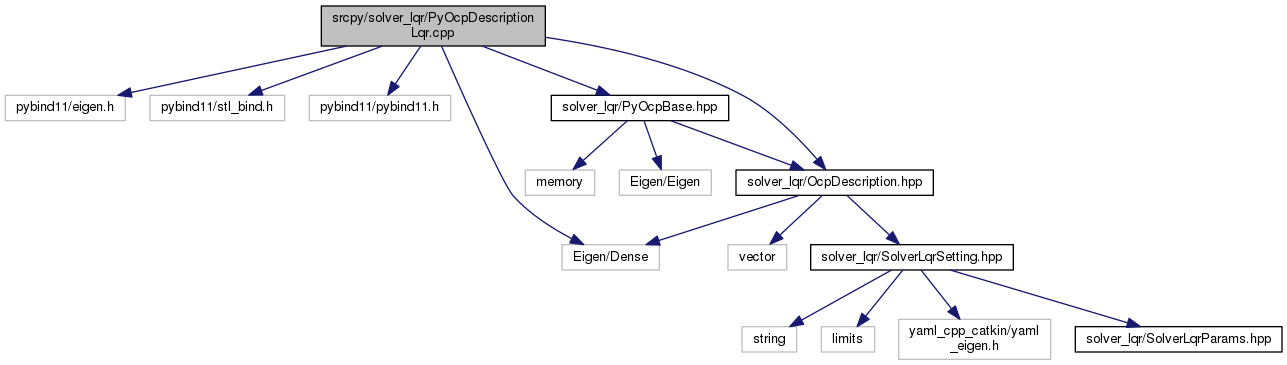 srcpy/solver_lqr/PyOcpDescription
Lqr.cpp
pybind11/eigen.h
pybind11/stl_bind.h
pybind11/pybind11.h
solver_lqr/PyOcpBase.hpp
memory
Eigen/Eigen
solver_lqr/OcpDescription.hpp
Eigen/Dense
vector
solver_lqr/SolverLqrSetting.hpp
string
limits
yaml_cpp_catkin/yaml
_eigen.h
solver_lqr/SolverLqrParams.hpp